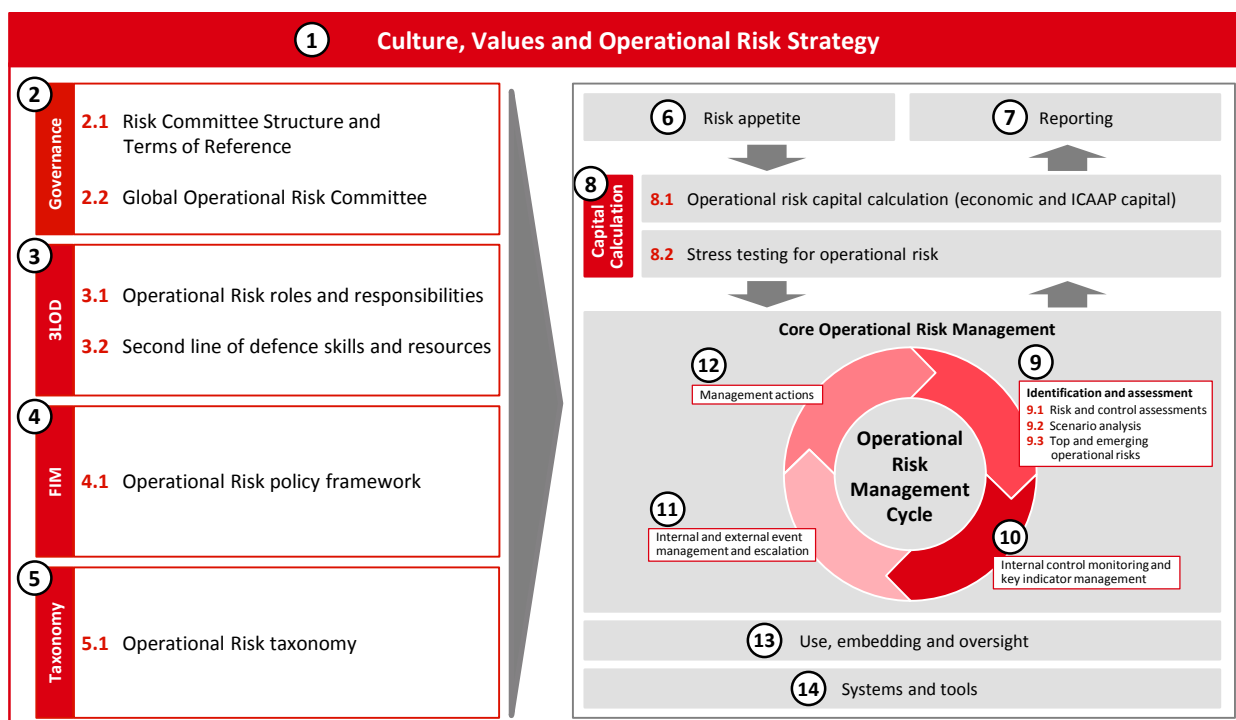 1 Culture, Values and Operational Risk Strategy
2
Governance
2.1 Risk Committee Structure and
Terms of Reference
2.2 Global Operational Risk Committee
3
3LOD
3.1 Operational Risk roles and responsibilities
3.2 Second line of defence skills and resources
4
FIM
4.1 Operational Risk policy framework
5
Taxonomy
5.1 Operational Risk taxonomy
6 Risk appetite
7 Reporting
8
Capital
Calculation
8.1 Operational risk capital calculation (economic and ICAAP capital)
8.2 Stress testing for operational risk
Core Operational Risk Management
Operational
Risk
Management
Cycle
9
Identification and assessment
9.1 Risk and control assessments
9.2 Scenario analysis
9.3 Top and emerging
operational risks
10
Internal control monitoring and
key indicator management
11
Internal and external event
management and escalation
12
Management actions
13 Use, embedding and oversight
14 Systems and tools